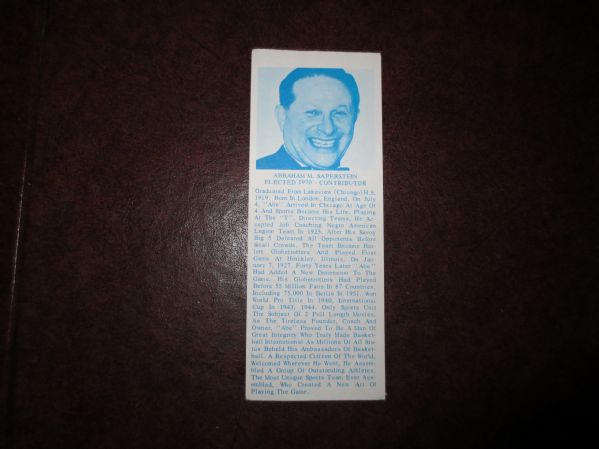 ABRAHAM M. SAPERSTEIN
ELECTED 1970 - CONTRIBUTOR
Graduated From Lakeview (Chicago) H.S.
1919. Born In London, England, On July
4. "Abe" Arrived In Chicago At Age Of
4 And Sports Became His Life. Playing
At The "Y", Directing Teams, He Ac-
cepted Job Coaching Negro American
Legion Team In 1925. After His Savoy
Big 5 Defeated All Opponents Before
Small Crowds, The Team Became Har-
lem Globetrotters And Played First
Game At Hinckley, Illinois, On Jan-
uary 7, 1927. Forty Years Later "Abe"
Had Added A New Dimension To The
Game. His Globetrotters Had Played
Before 55 Million Fans In 87 Countries,
Including 75,000 In Berlin In 1951. Won
World Pro Title In 1940, International
Cup In 1943, 1944. Only Sports Unit
The Subject Of 2 Full Length Movies.
As The Tireless Founder, Coach And
Owner, "Abe" Proved To Be A Man Of
Great Integrity Who Truly Made Basket-
ball International As Millions Of All Sta-
tus Beheld His Ambassadors Of Basket-
ball. A Respected Citizen Of The World,
Welcomed Wherever He Went, He Assem-
bled A Group Of Outstanding Athletes,
The Most Unique Sports Team Ever Ass-
embled, Who Created A New Art Of
Playing The Game.